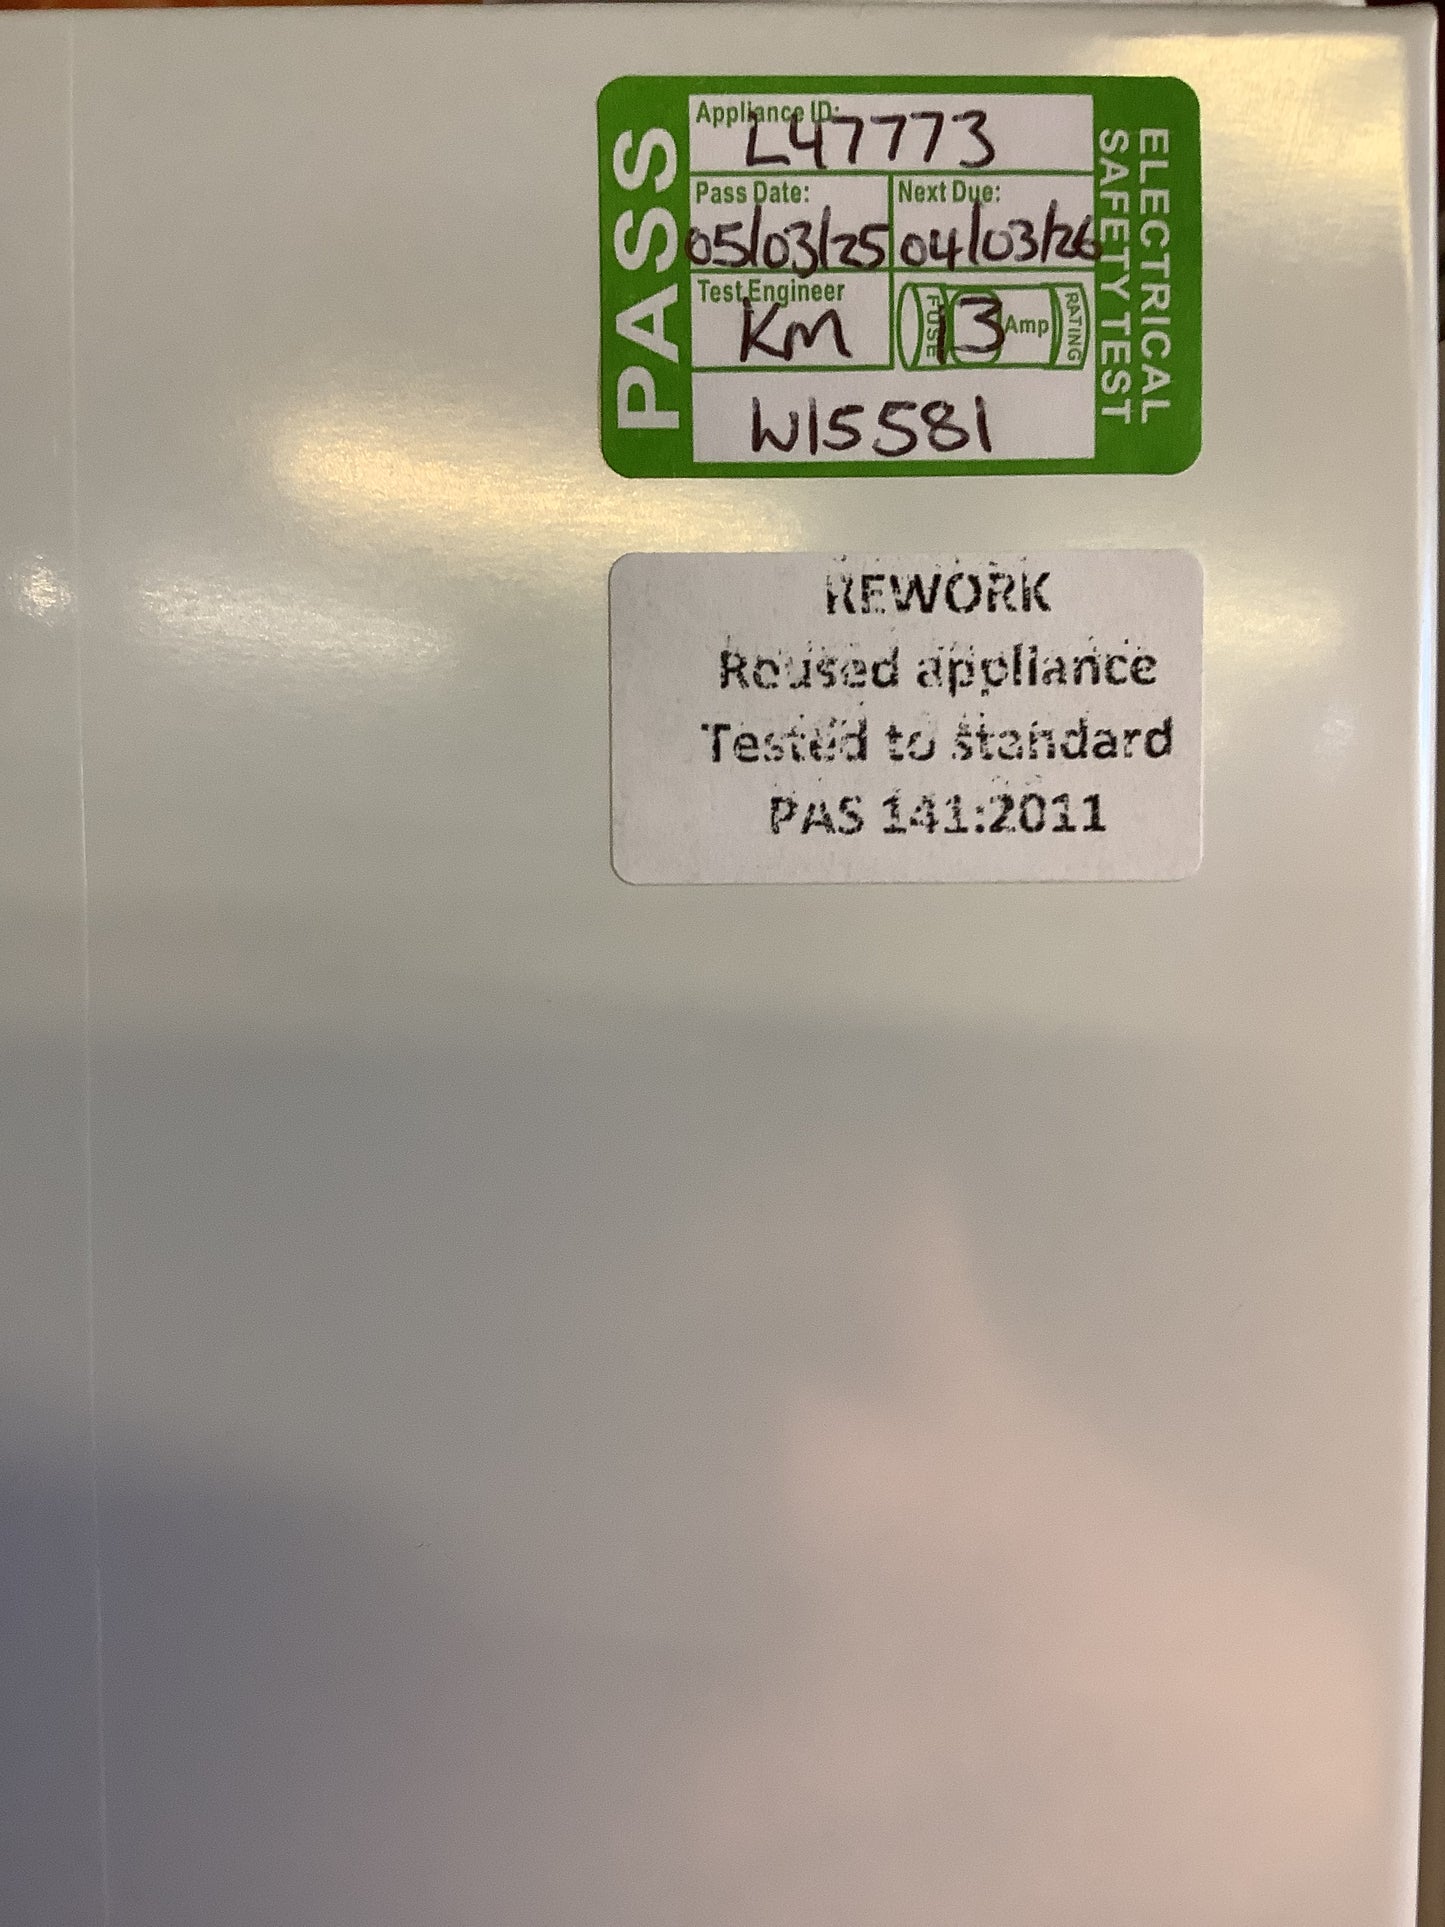 PASS
Appliance ID:
L47773
Pass Date:
05/03/25
Next Due:
04/03/26
Test Engineer
KM
FUSE
13
Amp
RATING
W15581
ELECTRICAL
SAFETY TEST
REWORK
Reused appliance
Tested to standard
PAS 141:2011